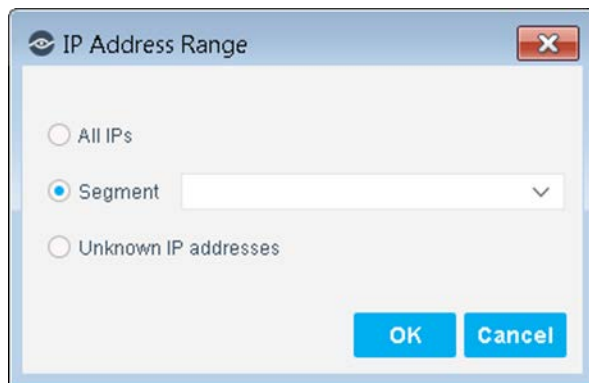 IP Address Range
All IPs
Segment
Unknown IP addresses
OK Cancel